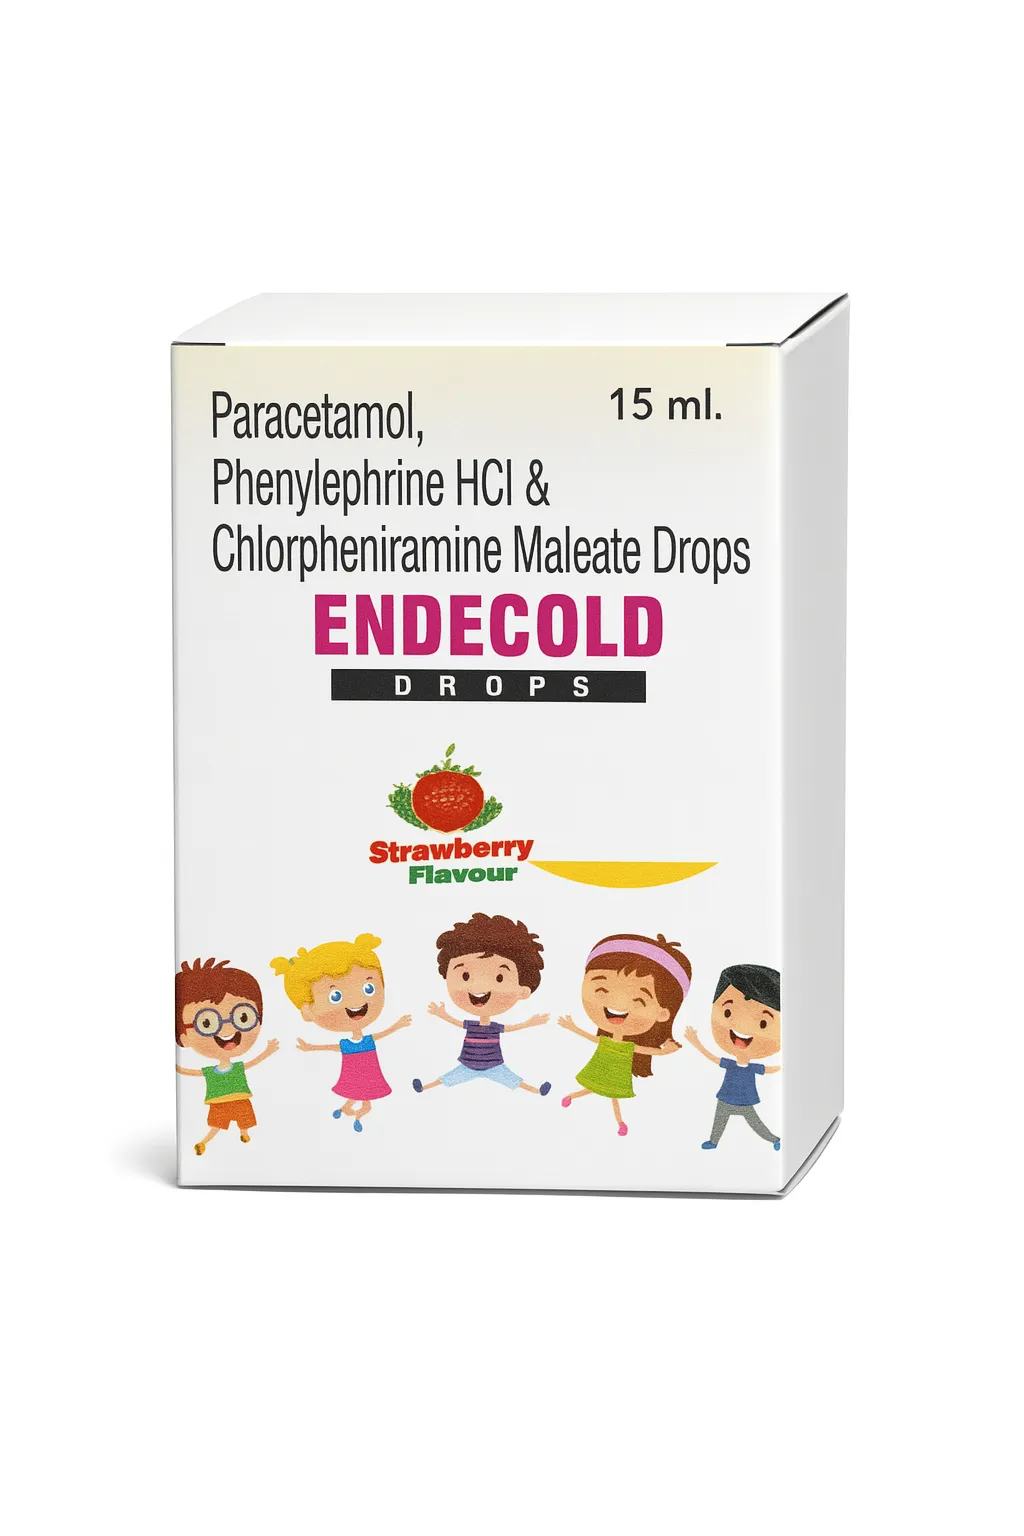 Paracetamol,
15 ml.
Phenylephrine HCl &
Chlorpheniramine Maleate Drops
ENDECOLD
DROPS
Strawberry
Flavour